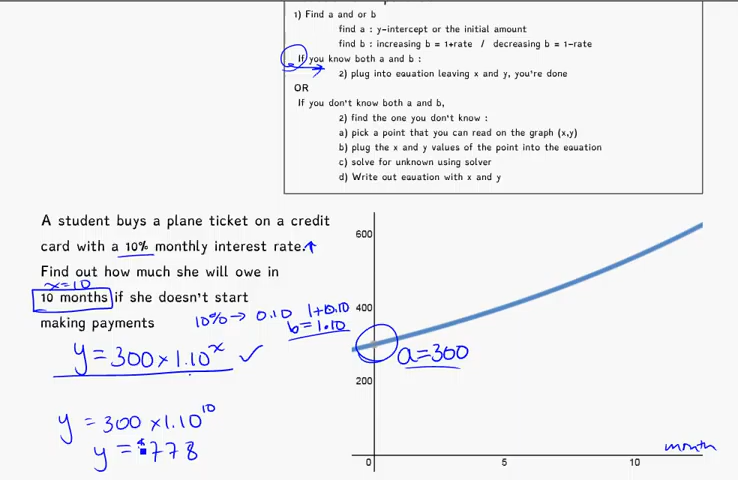 1) Find a and or b
find a : y-intercept or the initial amount
find b : increasing b = 1+rate / decreasing b = 1-rate
If you know both a and b :
2) plug into equation leaving x and y, you're done
OR
If you don't know both a and b,
2) find the one you don't know :
a) pick a point that you can read on the graph (x,y)
b) plug the x and y values of the point into the equation
c) solve for unknown using solver
d) Write out equation with x and y
A student buys a plane ticket on a credit
card with a 10% monthly interest rate.↑
Find out how much she will owe in
x=10
10 months if she doesn't start
making payments
10% → 0.10 1+0.10
b=1.10
y = 300 × 1.10^x ✓
y = 300 × 1.10^10
y = $778
600
400
a=300
200
month
0 5 10